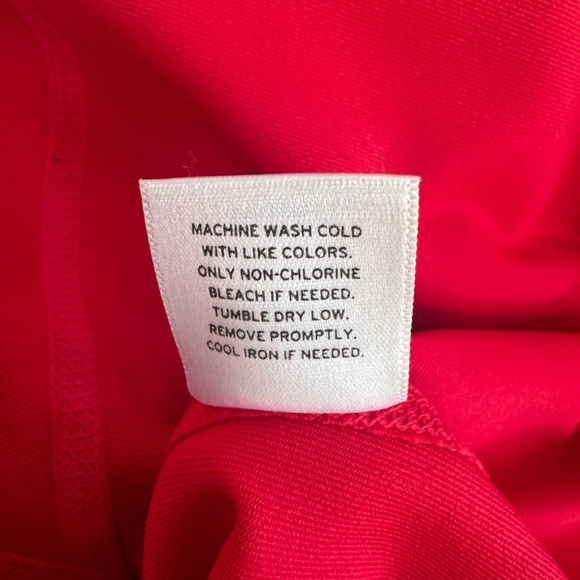 MACHINE WASH COLD
WITH LIKE COLORS.
ONLY NON-CHLORINE
BLEACH IF NEEDED.
TUMBLE DRY LOW.
REMOVE PROMPTLY.
COOL IRON IF NEEDED.